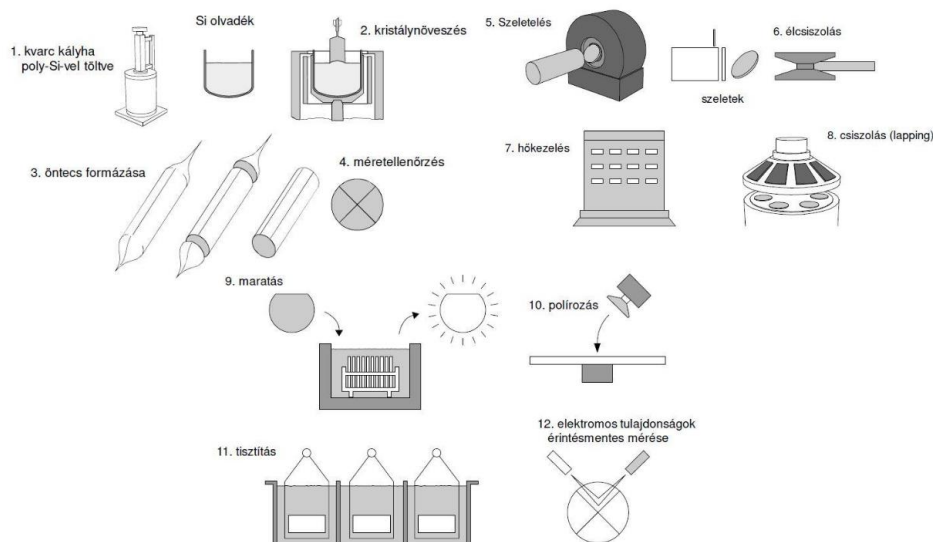 1. kvarc kályha
poly-Si-vel töltve
Si olvadék
2. kristálynöveszés
3. öntecs formázása
4. méretellenőrzés
5. Szeletelés
szeletek
6. élcsiszolás
7. hőkezelés
8. csiszolás (lapping)
9. maratás
10. polírozás
11. tisztítás
12. elektromos tulajdonságok
érintésmentes mérése